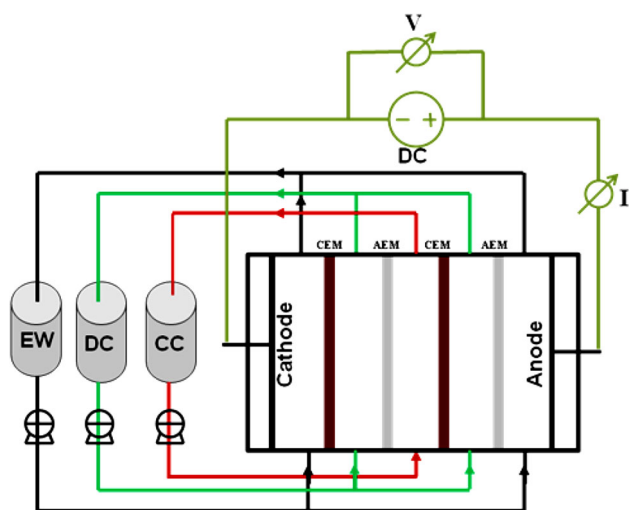 V
− +
DC
I
CEM AEM CEM AEM
EW DC CC
Cathode
Anode